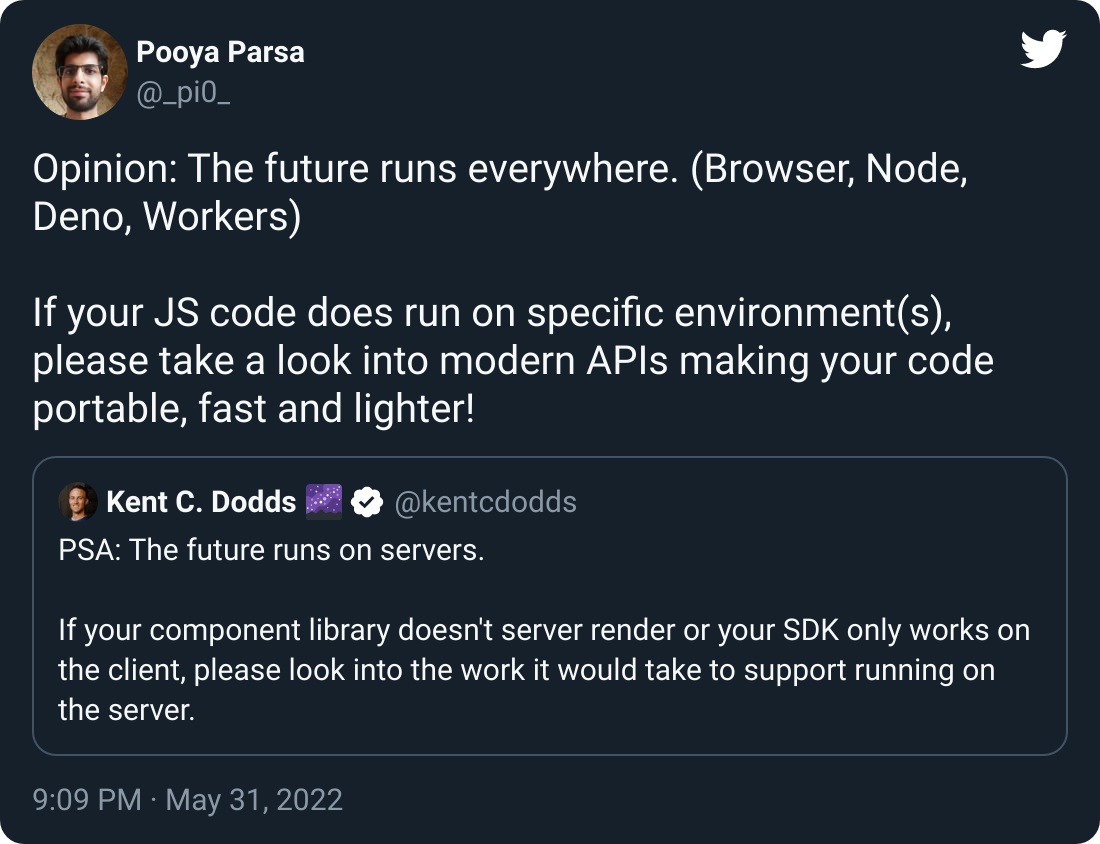 Pooya Parsa
@_pi0_
Opinion: The future runs everywhere. (Browser, Node,
Deno, Workers)
If your JS code does run on specific environment(s),
please take a look into modern APIs making your code
portable, fast and lighter!
Kent C. Dodds @kentcdodds
PSA: The future runs on servers.
If your component library doesn't server render or your SDK only works on
the client, please look into the work it would take to support running on
the server.
9:09 PM · May 31, 2022